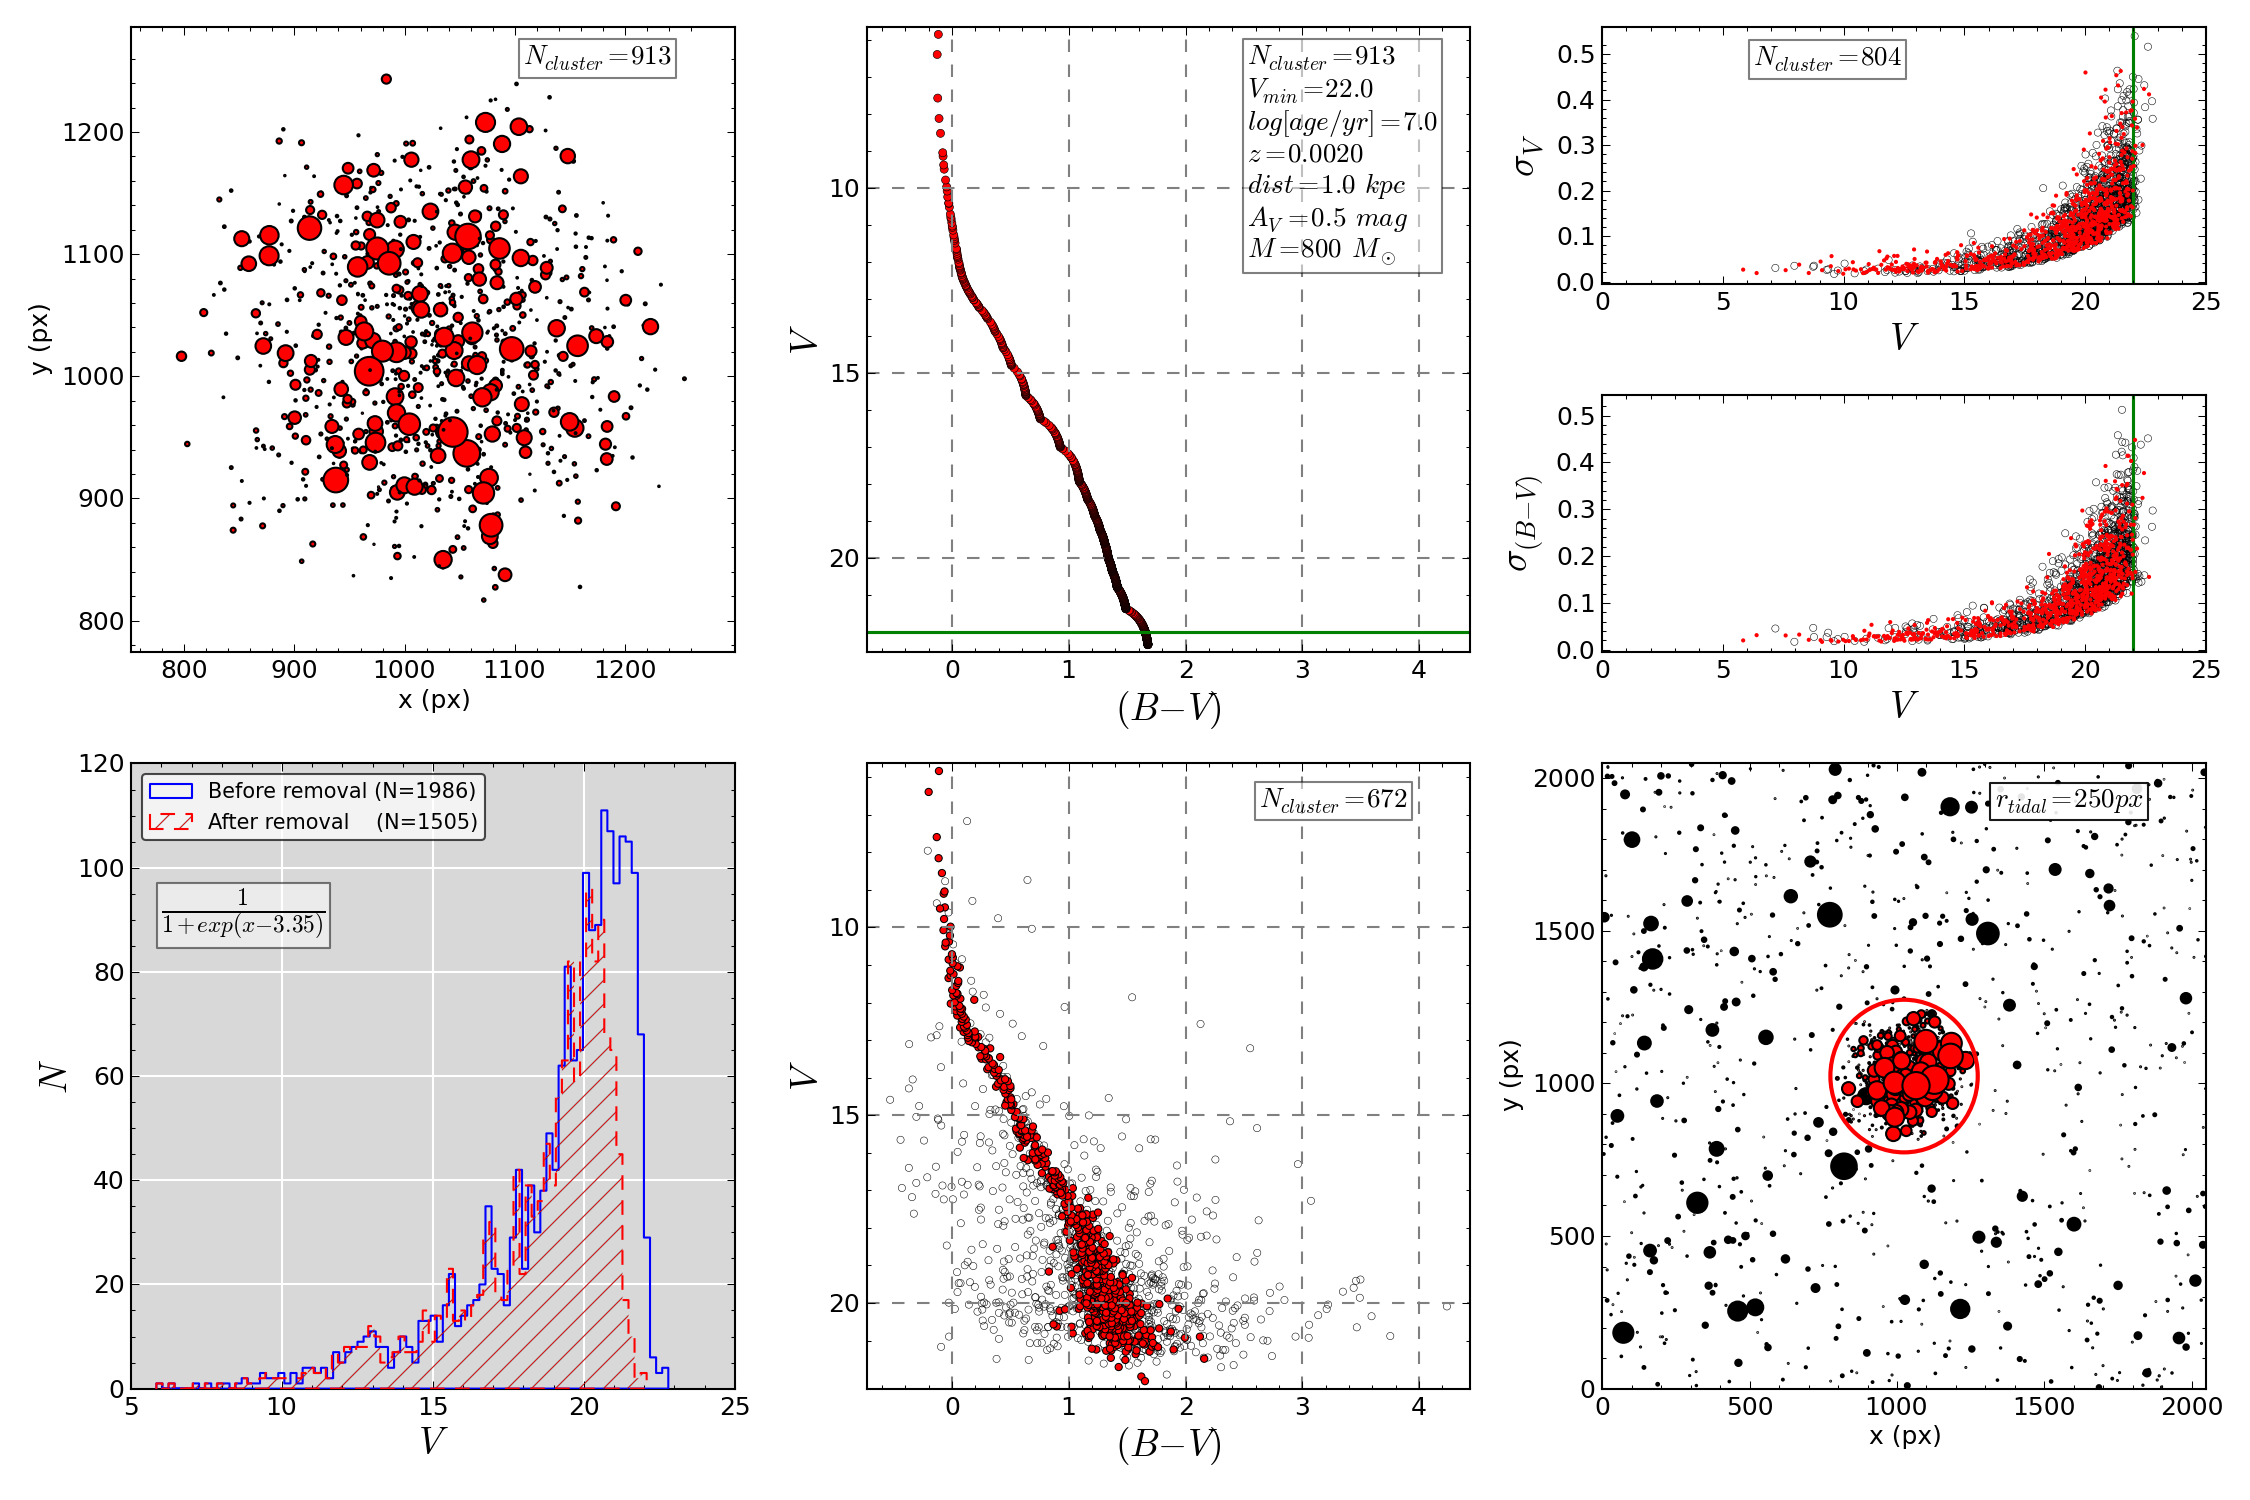 N_cluster = 913
1200
1100
1000
900
800
y (px)
800 900 1000 1100 1200
x (px)
N_cluster = 913
V_min = 22.0
log[age/yr] = 7.0
z = 0.0020
dist = 1.0 kpc
A_V = 0.5 mag
M = 800 M_⊙
10
15
20
V
0 1 2 3 4
(B−V)
N_cluster = 804
0.5
0.4
0.3
0.2
0.1
0.0
σ_V
0 5 10 15 20 25
V
0.5
0.4
0.3
0.2
0.1
0.0
σ_(B−V)
0 5 10 15 20 25
V
120
100
80
60
40
20
0
N
Before removal (N=1986)
After removal (N=1505)
1
1+exp(x−3.35)
5 10 15 20 25
V
N_cluster = 672
10
15
20
V
0 1 2 3 4
(B−V)
r_tidal = 250px
2000
1500
1000
500
0
y (px)
0 500 1000 1500 2000
x (px)